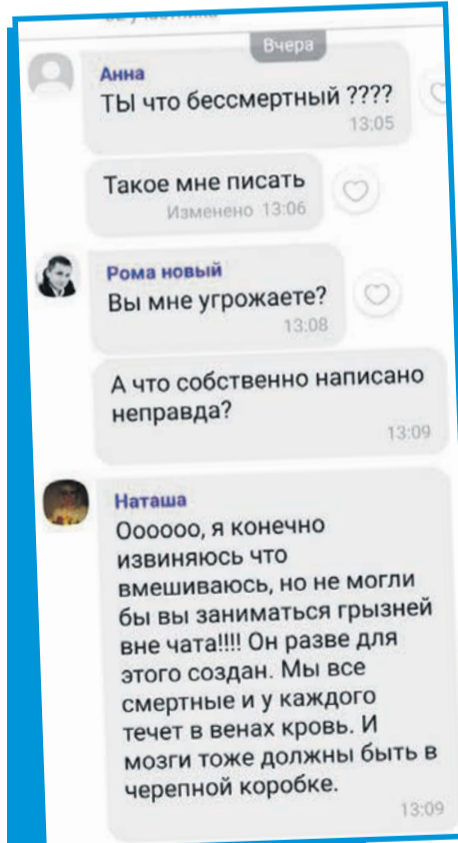 Вчера
Анна
ТЫ что бессмертный ????
13:05
Такое мне писать
Изменено 13:06
Рома новый
Вы мне угрожаете?
13:08
А что собственно написано
неправда?
13:09
Наташа
Оооооо, я конечно
извиняюсь что
вмешиваюсь, но не могли
бы вы заниматься грызней
вне чата!!!! Он разве для
этого создан. Мы все
смертные и у каждого
течет в венах кровь. И
мозги тоже должны быть в
черепной коробке.
13:09